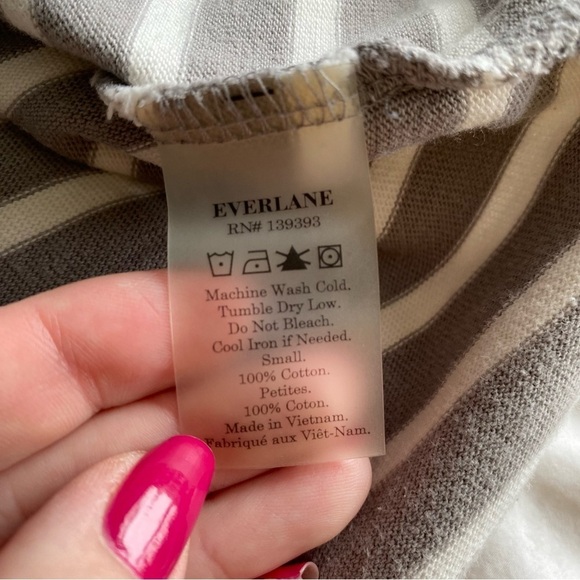 EVERLANE
RN# 139393
Machine Wash Cold.
Tumble Dry Low.
Do Not Bleach.
Cool Iron if Needed.
Small.
100% Cotton.
Petites.
100% Coton.
Made in Vietnam.
Fabriqué aux Viêt-Nam.